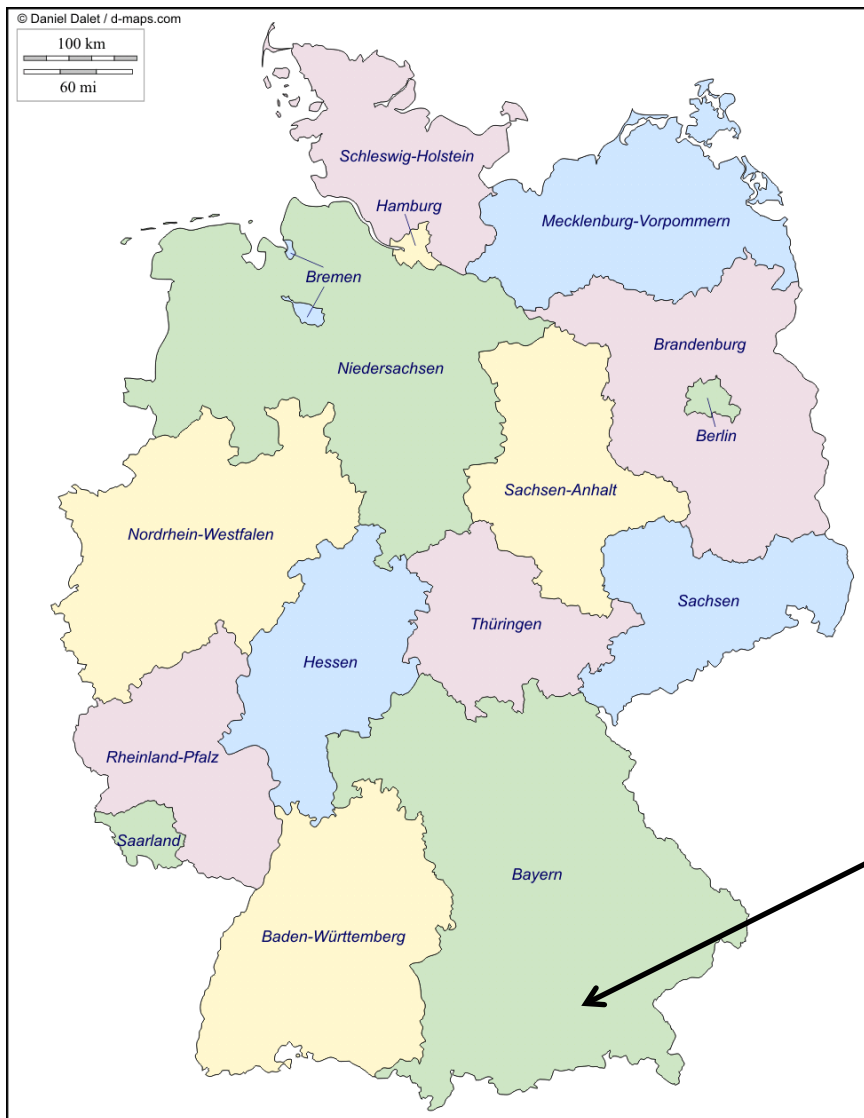 © Daniel Dalet / d-maps.com
100 km
60 mi
Schleswig-Holstein
Hamburg
Mecklenburg-Vorpommern
Bremen
Niedersachsen
Brandenburg
Berlin
Sachsen-Anhalt
Nordrhein-Westfalen
Sachsen
Thüringen
Hessen
Rheinland-Pfalz
Saarland
Bayern
Baden-Württemberg